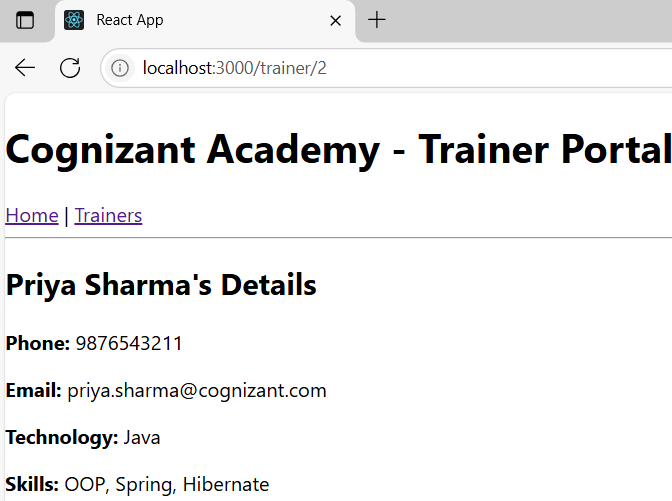 React App
localhost:3000/trainer/2
Cognizant Academy - Trainer Portal
Home | Trainers
Priya Sharma's Details
Phone: 9876543211
Email: priya.sharma@cognizant.com
Technology: Java
Skills: OOP, Spring, Hibernate